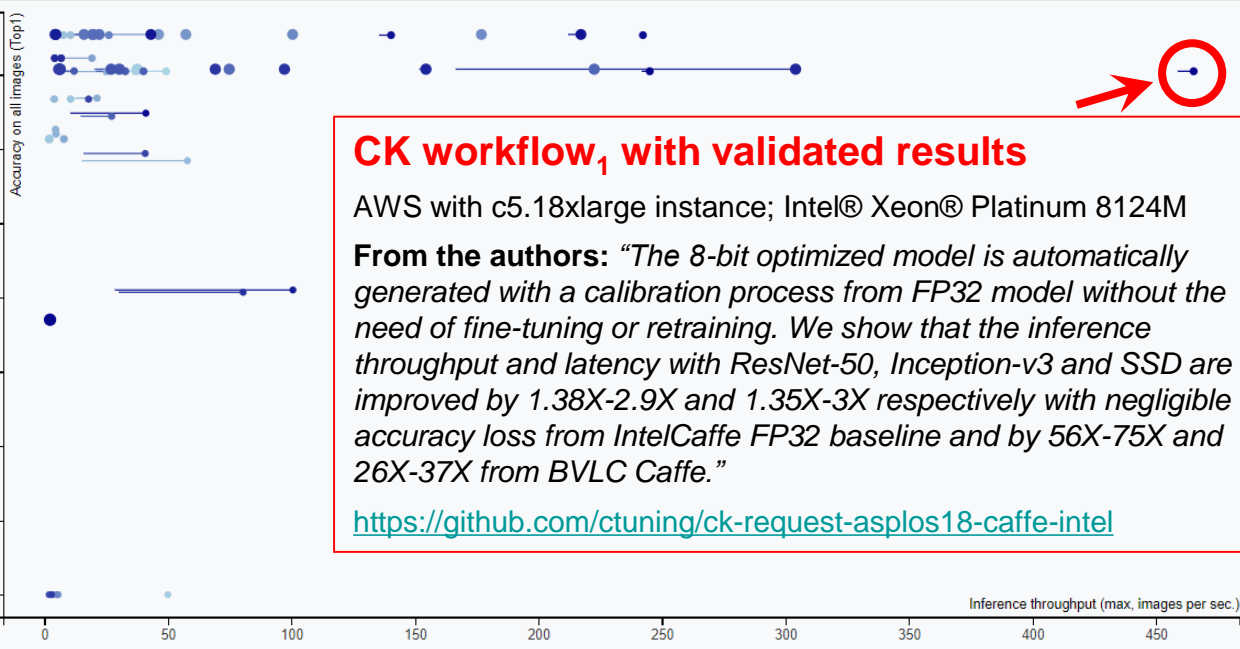 Accuracy on all images (Top1)
CK workflow1 with validated results
AWS with c5.18xlarge instance; Intel® Xeon® Platinum 8124M
From the authors: “The 8-bit optimized model is automatically
generated with a calibration process from FP32 model without the
need of fine-tuning or retraining. We show that the inference
throughput and latency with ResNet-50, Inception-v3 and SSD are
improved by 1.38X-2.9X and 1.35X-3X respectively with negligible
accuracy loss from IntelCaffe FP32 baseline and by 56X-75X and
26X-37X from BVLC Caffe.”
https://github.com/ctuning/ck-request-asplos18-caffe-intel
Inference throughput (max, images per sec.)
0 50 100 150 200 250 300 350 400 450